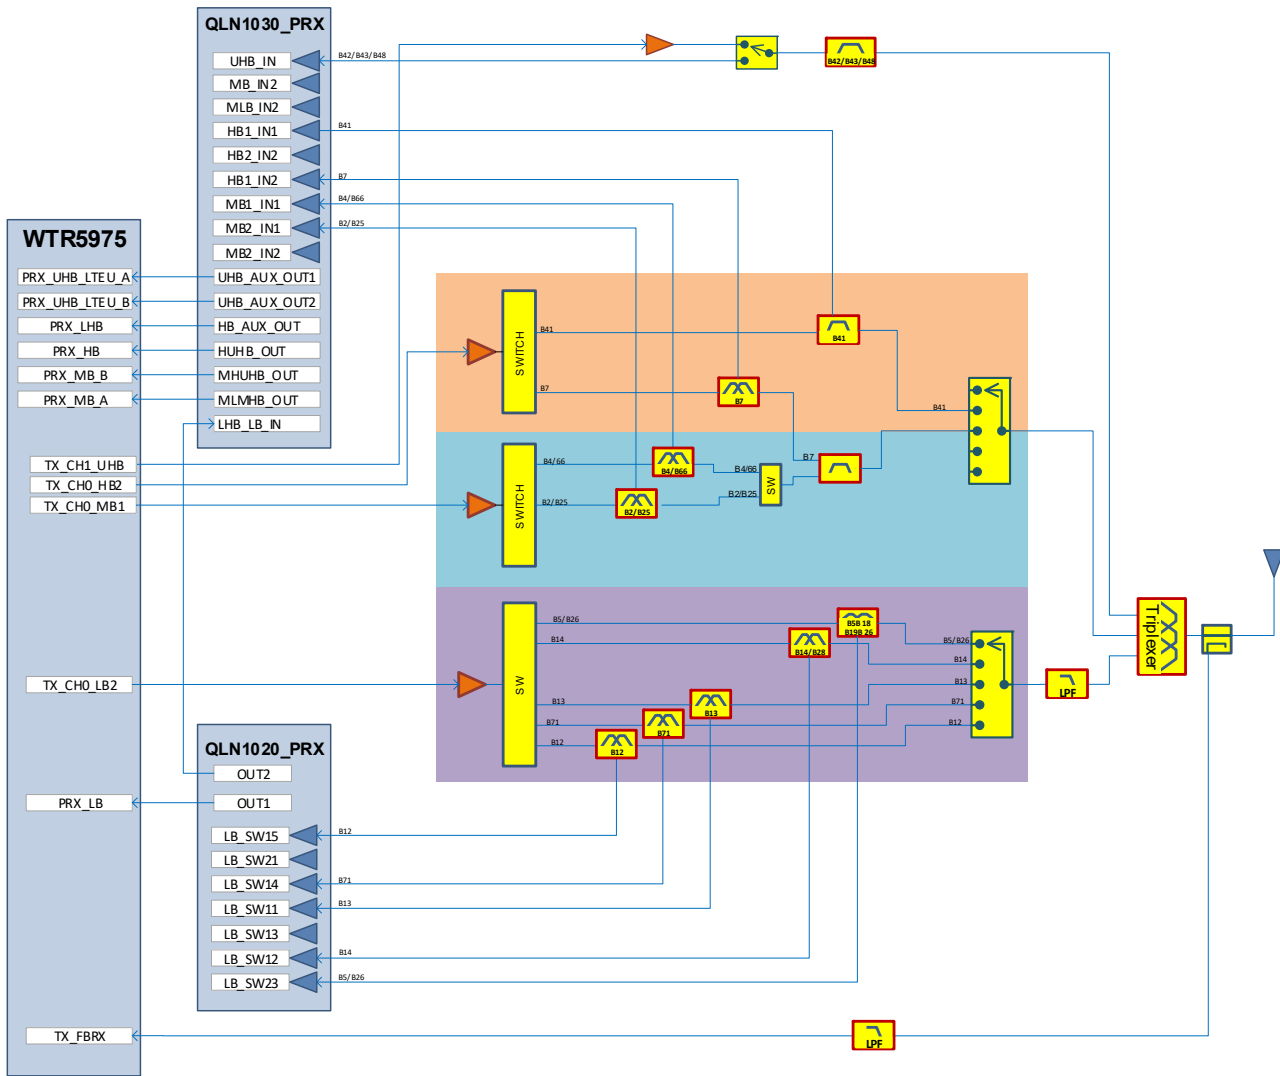 QLN1030_PRX
UHB_IN
MB_IN2
MLB_IN2
HB1_IN1
HB2_IN2
HB1_IN2
MB1_IN1
MB2_IN1
MB2_IN2
UHB_AUX_OUT1
UHB_AUX_OUT2
HB_AUX_OUT
HUHB_OUT
MHUHB_OUT
MLMHB_OUT
LHB_LB_IN
B42/B43/B48
B41
B7
B4/B66
B2/B25
B42/B43/B48
WTR5975
PRX_UHB_LTEU_A
PRX_UHB_LTEU_B
PRX_LHB
PRX_HB
PRX_MB_B
PRX_MB_A
TX_CH1_UHB
TX_CH0_HB2
TX_CH0_MB1
TX_CH0_LB2
PRX_LB
TX_FBRX
SWITCH
B41
B7
B41
B7
B41
SWITCH
B4/66
B2/B25
B4/B66
B2/B25
B4/66
B2/B25
SW
B7
SW
B5/B26
B14
B13
B71
B12
B5B 18
B19B 26
B14/B28
B13
B71
B12
B5/B26
B14
B13
B71
B12
LPF
Triplexer
QLN1020_PRX
OUT2
OUT1
LB_SW15
LB_SW21
LB_SW14
LB_SW11
LB_SW13
LB_SW12
LB_SW23
B12
B71
B13
B14
B5/B26
LPF